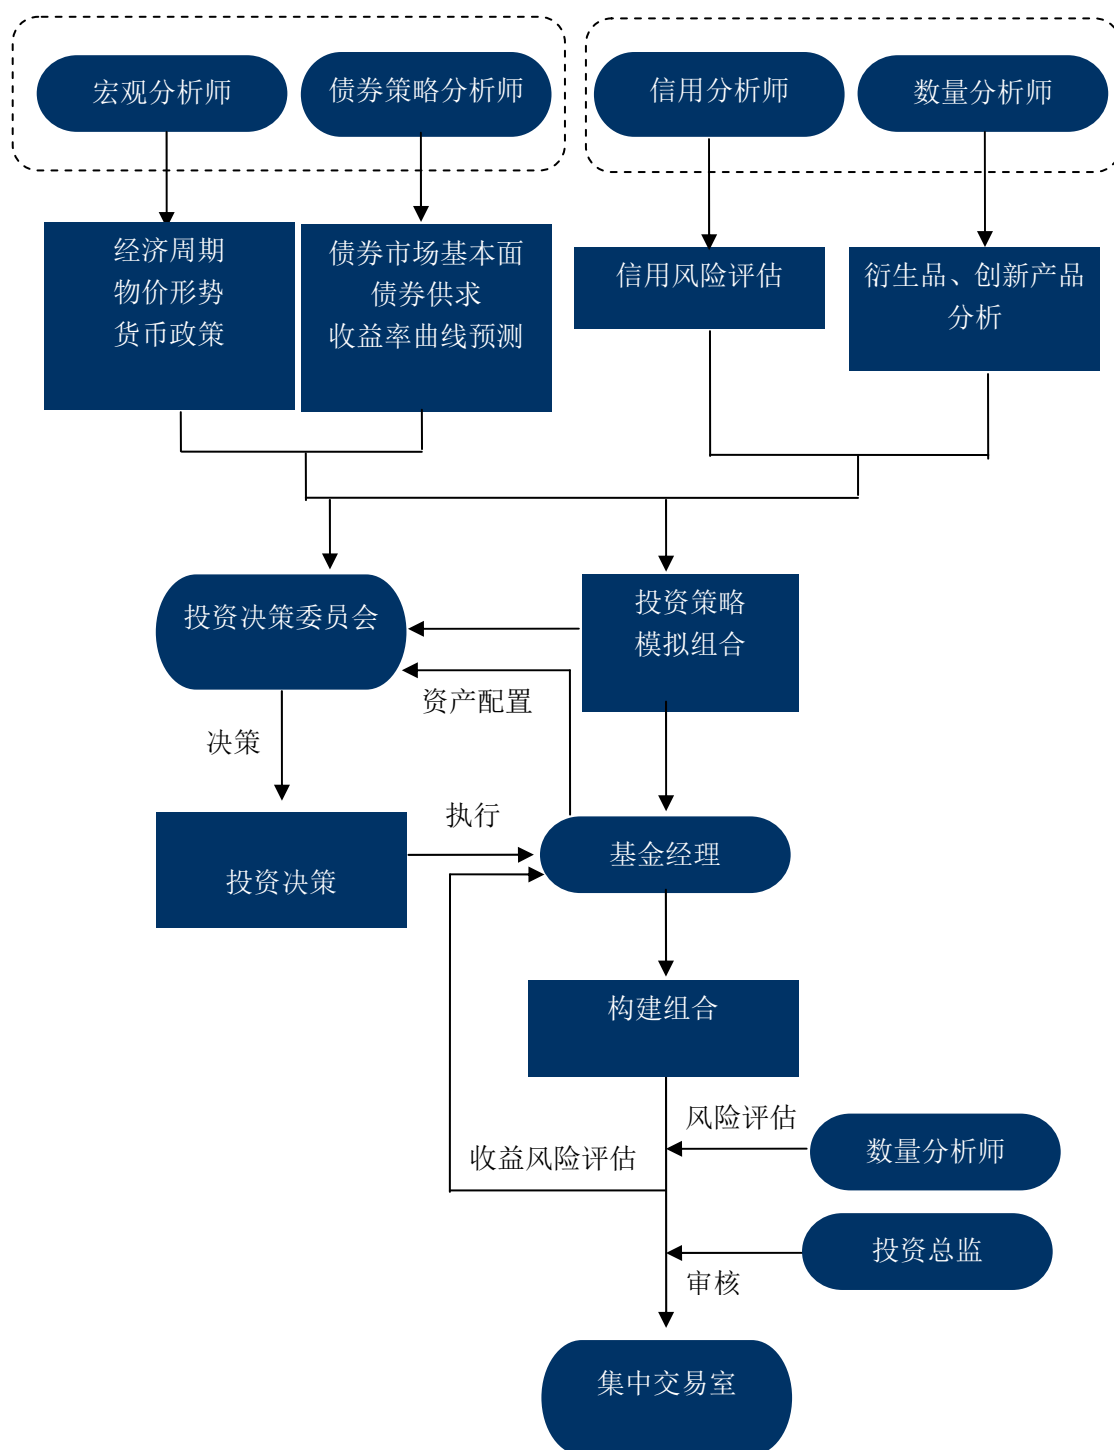 宏观分析师
债券策略分析师
信用分析师
数量分析师
经济周期
物价形势
货币政策
债券市场基本面
债券供求
收益率曲线预测
信用风险评估
衍生品、创新产品
分析
投资决策委员会
投资策略
模拟组合
资产配置
决策
执行
投资决策
基金经理
构建组合
风险评估
数量分析师
收益风险评估
投资总监
审核
集中交易室